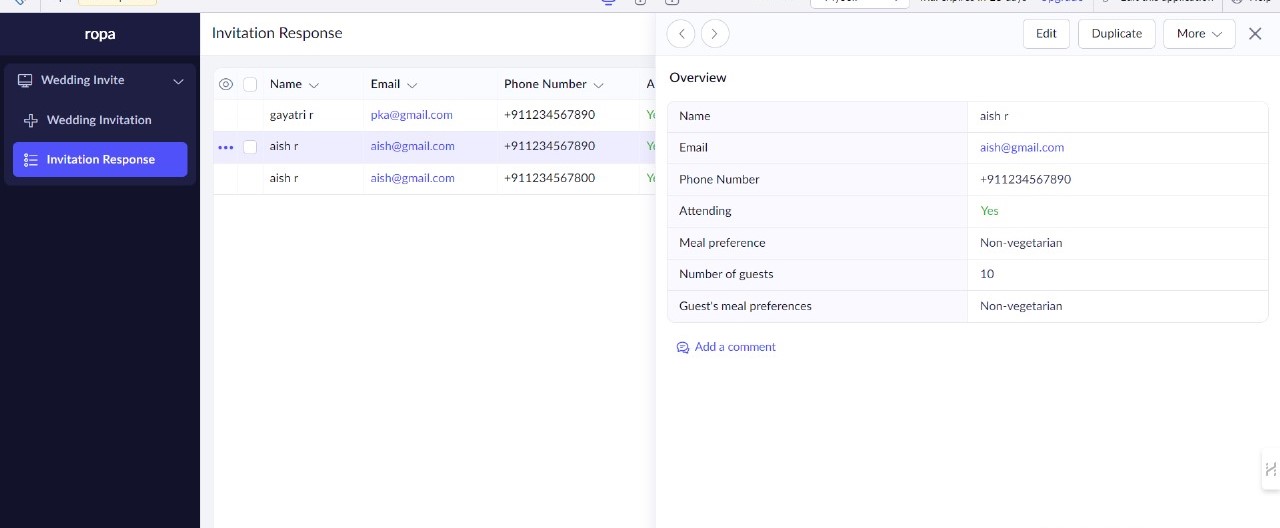 ropa
Wedding Invite
Wedding Invitation
Invitation Response
Invitation Response
Name Email Phone Number
gayatri r pka@gmail.com +911234567890
aish r aish@gmail.com +911234567890
aish r aish@gmail.com +911234567800
Edit Duplicate More
Overview
Name aish r
Email aish@gmail.com
Phone Number +911234567890
Attending Yes
Meal preference Non-vegetarian
Number of guests 10
Guest's meal preferences Non-vegetarian
Add a comment